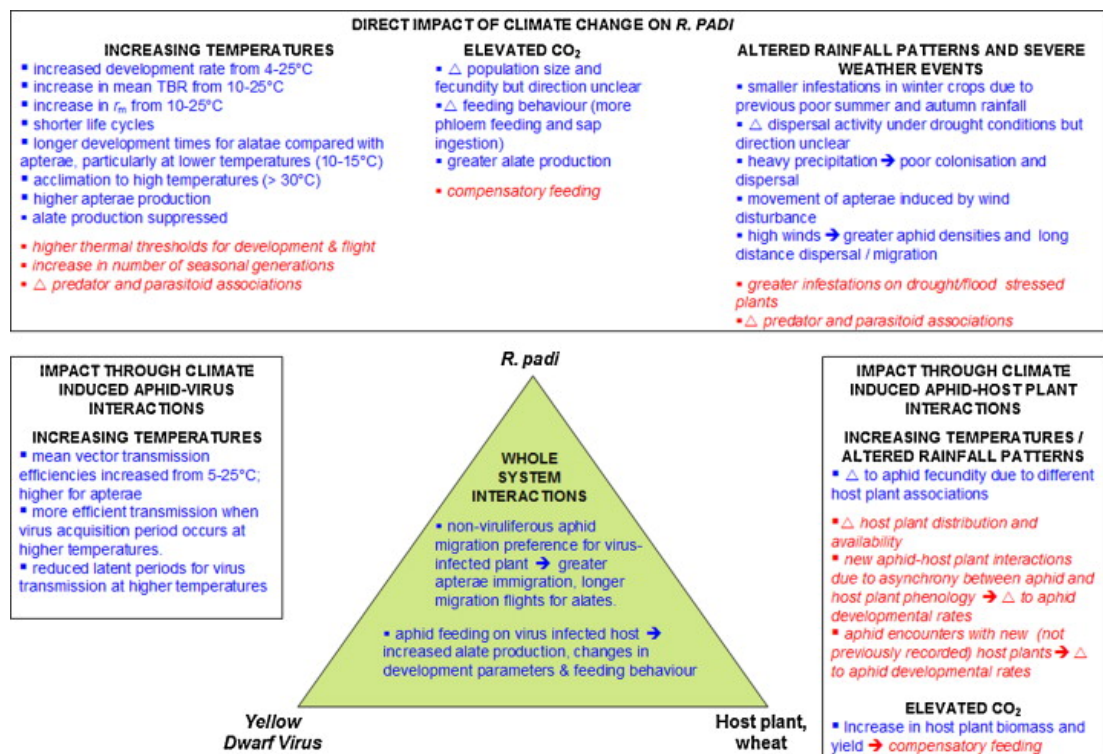 DIRECT IMPACT OF CLIMATE CHANGE ON R. PADI
INCREASING TEMPERATURES
▪ increased development rate from 4-25°C
▪ increase in mean TBR from 10-25°C
▪ increase in rm from 10-25°C
▪ shorter life cycles
▪ longer development times for alatae compared with
apterae, particularly at lower temperatures (10-15°C)
▪ acclimation to high temperatures (> 30°C)
▪ higher apterae production
▪ alate production suppressed
▪ higher thermal thresholds for development & flight
▪ increase in number of seasonal generations
▪ △ predator and parasitoid associations
ELEVATED CO₂
▪ △ population size and
fecundity but direction unclear
▪ △ feeding behaviour (more
phloem feeding and sap
ingestion)
▪ greater alate production
▪ compensatory feeding
ALTERED RAINFALL PATTERNS AND SEVERE
WEATHER EVENTS
▪ smaller infestations in winter crops due to
previous poor summer and autumn rainfall
▪ △ dispersal activity under drought conditions but
direction unclear
▪ heavy precipitation ➔ poor colonisation and
dispersal
▪ movement of apterae induced by wind
disturbance
▪ high winds ➔ greater aphid densities and long
distance dispersal / migration
▪ greater infestations on drought/flood stressed
plants
▪ △ predator and parasitoid associations
IMPACT THROUGH CLIMATE
INDUCED APHID-VIRUS
INTERACTIONS
INCREASING TEMPERATURES
▪ mean vector transmission
efficiencies increased from 5-25°C;
higher for apterae
▪ more efficient transmission when
virus acquisition period occurs at
higher temperatures.
▪ reduced latent periods for virus
transmission at higher temperatures
R. padi
WHOLE
SYSTEM
INTERACTIONS
▪ non-viruliferous aphid
migration preference for virus-
infected plant ➔ greater
apterae immigration, longer
migration flights for alates.
▪ aphid feeding on virus infected host ➔
increased alate production, changes in
development parameters & feeding behaviour
Yellow
Dwarf Virus
Host plant,
wheat
IMPACT THROUGH CLIMATE
INDUCED APHID-HOST PLANT
INTERACTIONS
INCREASING TEMPERATURES /
ALTERED RAINFALL PATTERNS
▪ △ to aphid fecundity due to different
host plant associations
▪ △ host plant distribution and
availability
▪ new aphid-host plant interactions
due to asynchrony between aphid and
host plant phenology ➔ △ to aphid
developmental rates
▪ aphid encounters with new (not
previously recorded) host plants ➔ △
to aphid developmental rates
ELEVATED CO₂
▪ Increase in host plant biomass and
yield ➔ compensatory feeding